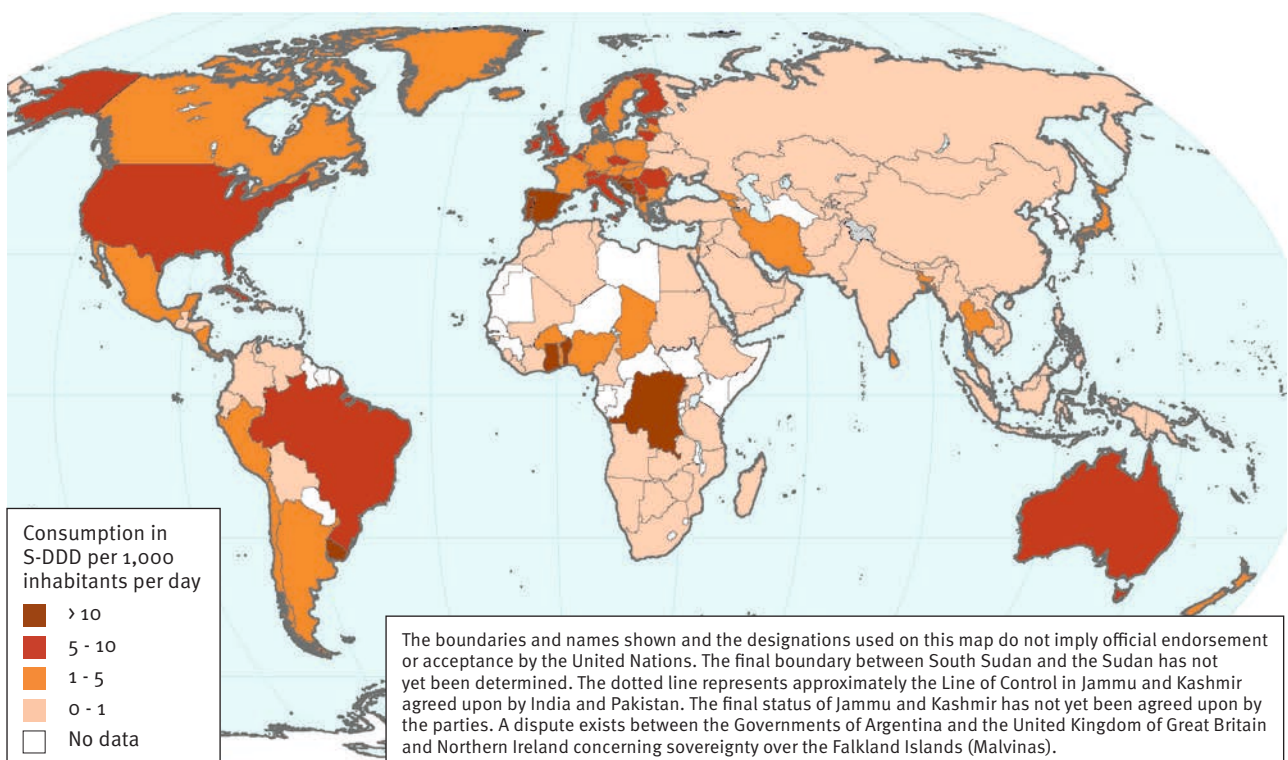 Consumption in
S-DDD per 1,000
inhabitants per day
> 10
5 - 10
1 - 5
0 - 1
No data
The boundaries and names shown and the designations used on this map do not imply official endorsement
or acceptance by the United Nations. The final boundary between South Sudan and the Sudan has not
yet been determined. The dotted line represents approximately the Line of Control in Jammu and Kashmir
agreed upon by India and Pakistan. The final status of Jammu and Kashmir has not yet been agreed upon by
the parties. A dispute exists between the Governments of Argentina and the United Kingdom of Great Britain
and Northern Ireland concerning sovereignty over the Falkland Islands (Malvinas).